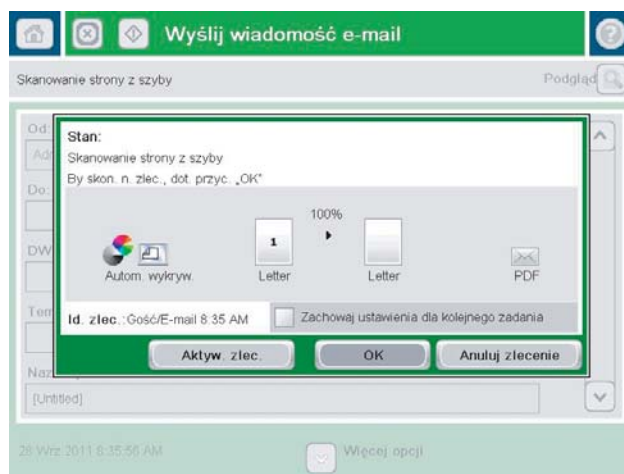 Wyślij wiadomość e-mail
Skanowanie strony z szyby
Podgląd
Od:
Do:
DW
Stan:
Skanowanie strony z szyby
By skon. n. zlec., dot. przyc. „OK"
100%
1
Autom. wykryw.
Letter
Letter
PDF
Id. zlec.:Gość/E-mail 8:35 AM
Zachowaj ustawienia dla kolejnego zadania
Aktyw. zlec.
OK
Anuluj zlecenie
[Untitled]
28 Wrz 2011 8:35:56 AM
Więcej opcji